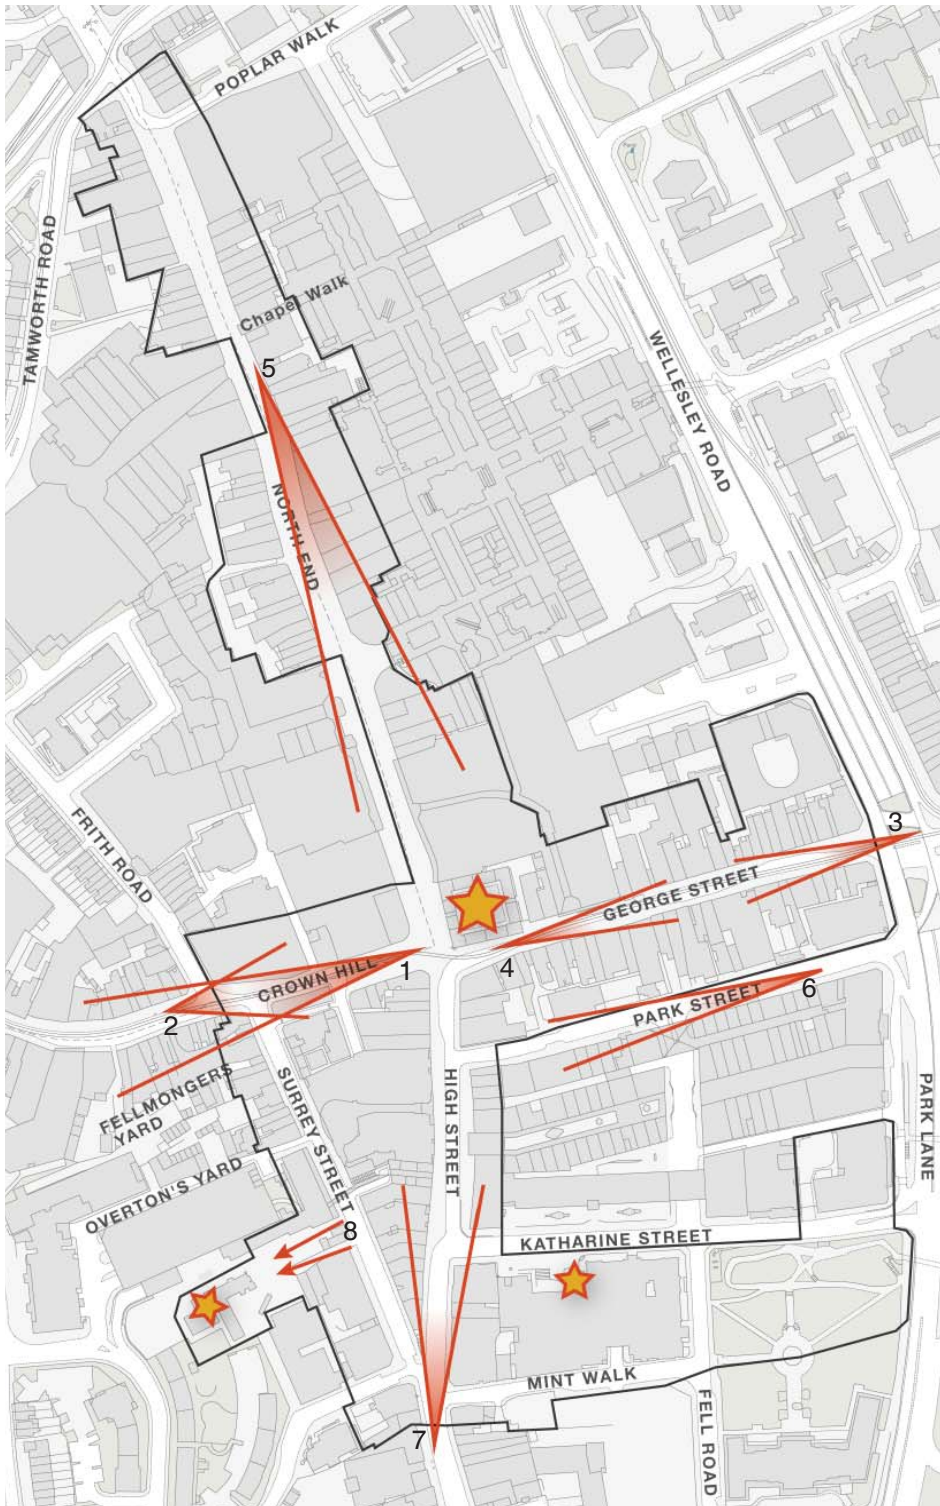 POPLAR WALK
TAMWORTH ROAD
Chapel Walk
WELLESLEY ROAD
5
NORTH END
FRITH ROAD
3
GEORGE STREET
1
4
CROWN HILL
2
6
PARK STREET
FELLMONGERS
YARD
SURREY STREET
HIGH STREET
PARK LANE
OVERTON'S YARD
8
KATHARINE STREET
MINT WALK
FELL ROAD
7